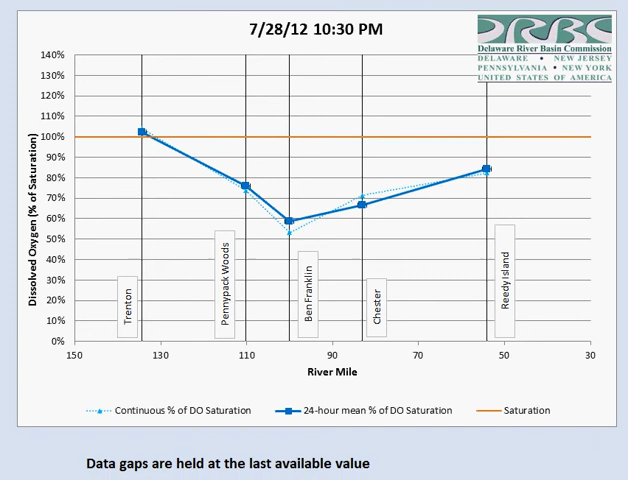 7/28/12 10:30 PM
DRBC
Delaware River Basin Commission
DELAWARE • NEW JERSEY
PENNSYLVANIA • NEW YORK
UNITED STATES OF AMERICA
140%
130%
120%
110%
100%
90%
80%
70%
60%
50%
40%
30%
20%
10%
0%
Dissolved Oxygen (% of Saturation)
Trenton
Pennypack Woods
Ben Franklin
Chester
Reedy Island
150
130
110
90
70
50
30
River Mile
Continuous % of DO Saturation
24-hour mean % of DO Saturation
Saturation
Data gaps are held at the last available value